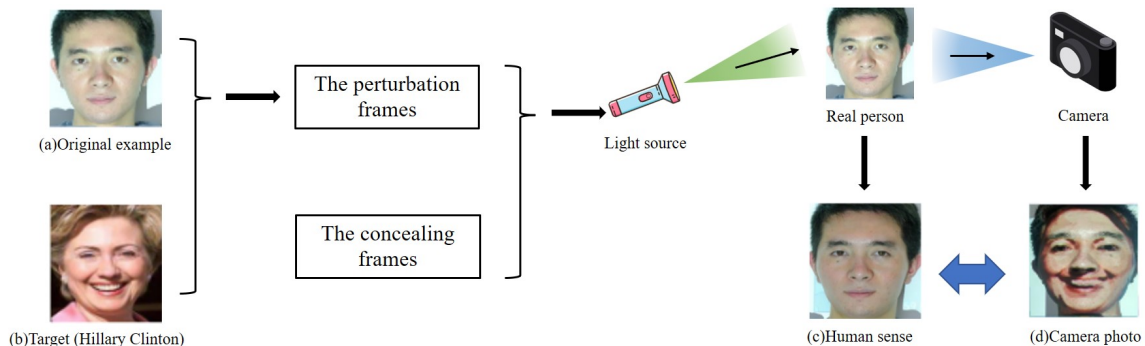 (a)Original example
(b)Target (Hillary Clinton)
The perturbation
frames
The concealing
frames
Light source
Real person
Camera
(c)Human sense
(d)Camera photo